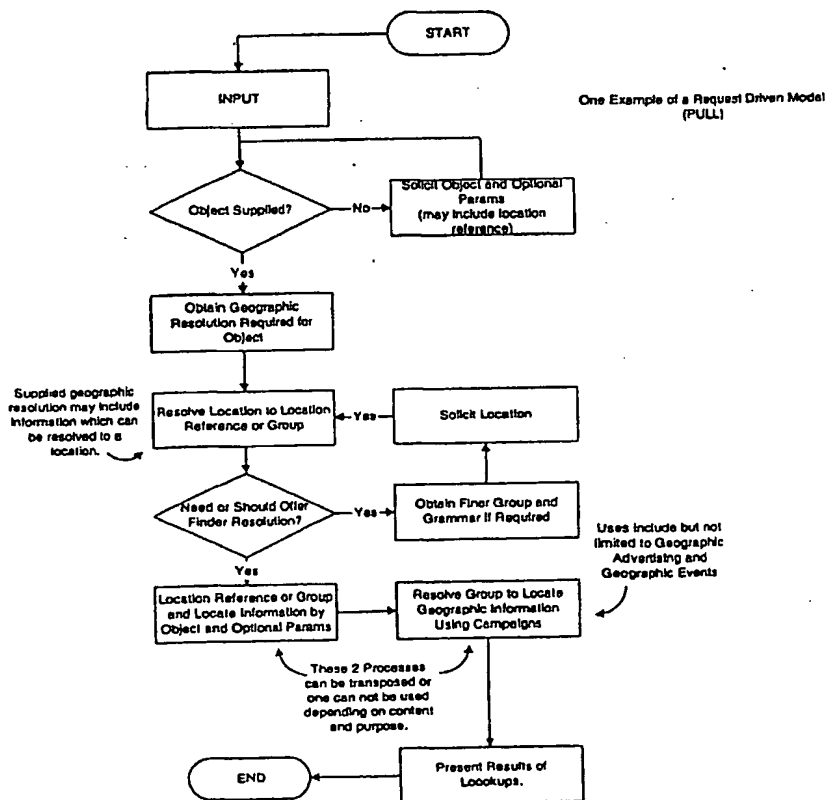 START
INPUT
One Example of a Request Driven Model
(PULL)
Object Supplied?
No
Solicit Object and Optional
Params
(may include location
reference)
Yes
Obtain Geographic
Resolution Required for
Object
Supplied geographic
resolution may include
information which can
be resolved to a
location.
Resolve Location to Location
Reference or Group
Yes
Solicit Location
Need or Should Offer
Finder Resolution?
Yes
Obtain Finer Group and
Grammar If Required
Uses include but not
limited to Geographic
Advertising and
Geographic Events
Yes
Location Reference or Group
and Locate Information by
Object and Optional Params
Resolve Group to Locate
Geographic Information
Using Campaigns
These 2 Processes
can be transposed or
one can not be used
depending on content
and purpose.
END
Present Results of
Loookups.